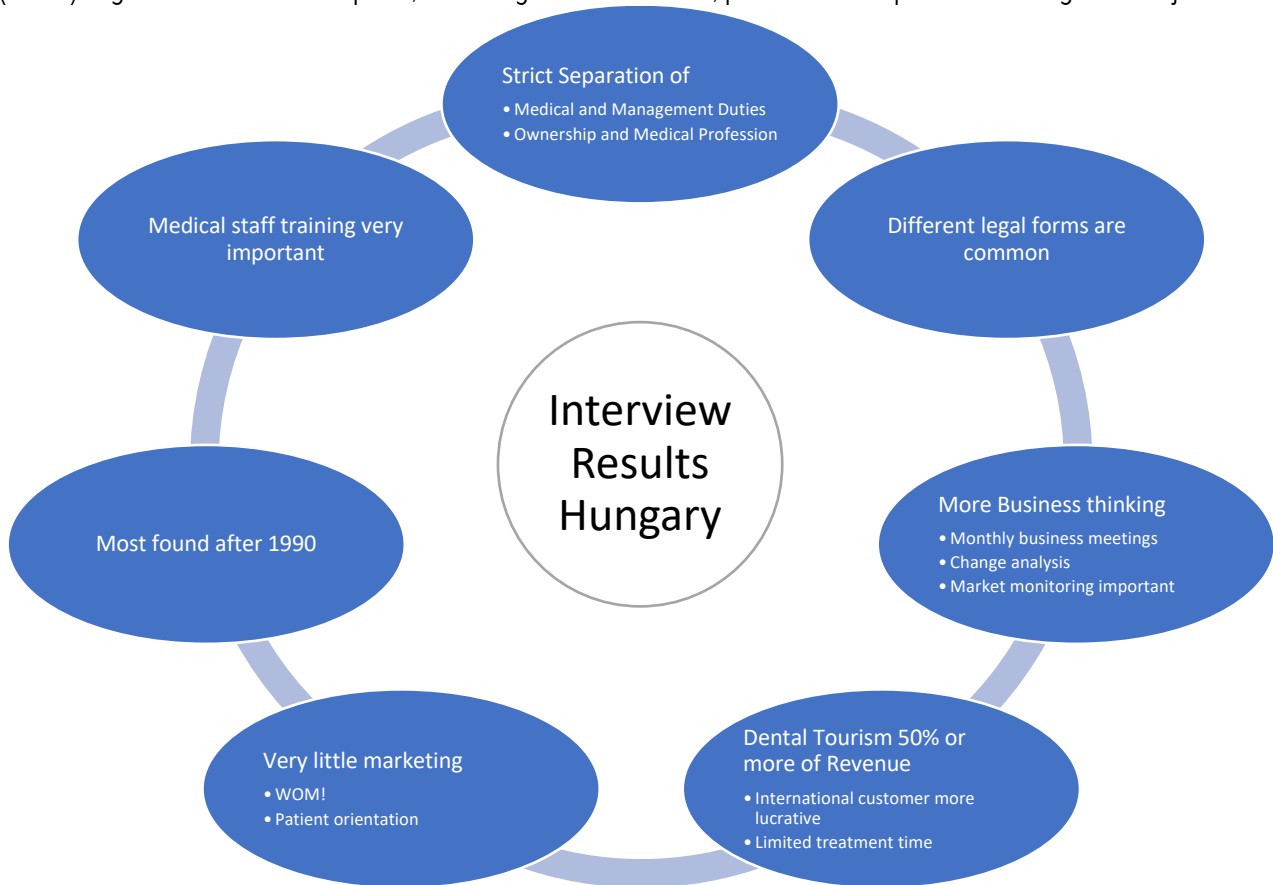 Strict Separation of
• Medical and Management Duties
• Ownership and Medical Profession
Different legal forms are
common
More Business thinking
• Monthly business meetings
• Change analysis
• Market monitoring important
Dental Tourism 50% or
more of Revenue
• International customer more
lucrative
• Limited treatment time
Very little marketing
• WOM!
• Patient orientation
Most found after 1990
Medical staff training very
important
Interview
Results
Hungary